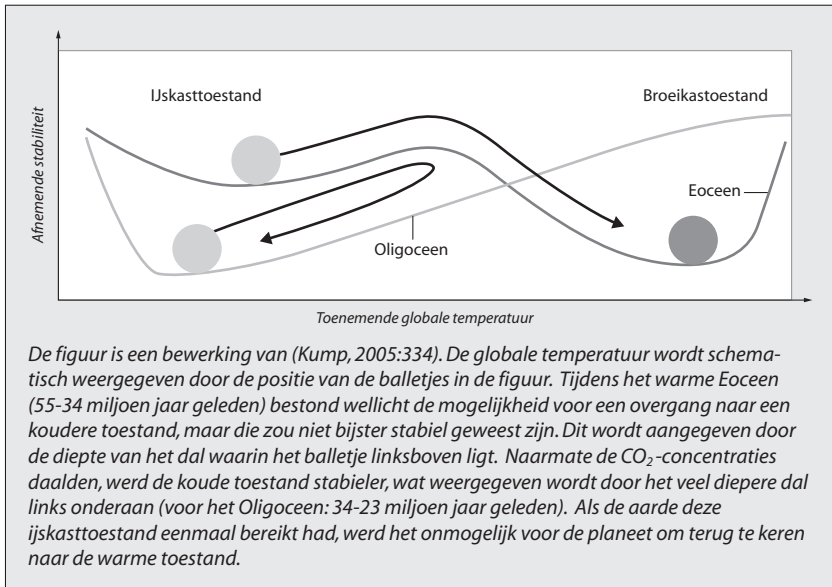 IJskasttoestand
Broeikastoestand
Afnemende stabiliteit
Eoceen
Oligoceen
Toenemende globale temperatuur
De figuur is een bewerking van (Kump, 2005:334). De globale temperatuur wordt schema-
tisch weergegeven door de positie van de balletjes in de figuur. Tijdens het warme Eoceen
(55-34 miljoen jaar geleden) bestond wellicht de mogelijkheid voor een overgang naar een
koudere toestand, maar die zou niet bijster stabiel geweest zijn. Dit wordt aangegeven door
de diepte van het dal waarin het balletje linksboven ligt. Naarmate de CO₂-concentraties
daalden, werd de koude toestand stabieler, wat weergegeven wordt door het veel diepere dal
links onderaan (voor het Oligoceen: 34-23 miljoen jaar geleden). Als de aarde deze
ijskasttoestand eenmaal bereikt had, werd het onmogelijk voor de planeet om terug te keren
naar de warme toestand.